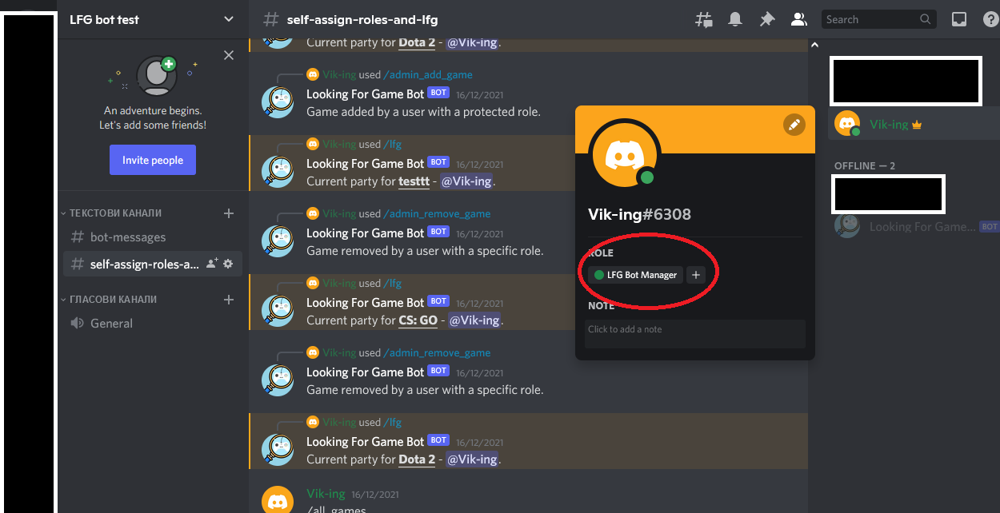 LFG bot test
An adventure begins.
Let's add some friends!
Invite people
ТЕКСТОВИ КАНАЛИ
bot-messages
self-assign-roles-a...
ГЛАСОВИ КАНАЛИ
General
self-assign-roles-and-lfg
Search
Current party for Dota 2 - @Vik-ing.
Vik-ing used /admin_add_game
Looking For Game Bot BOT 16/12/2021
Game added by a user with a protected role.
Vik-ing used /lfg
Looking For Game Bot BOT 16/12/2021
Current party for testtt - @Vik-ing.
Vik-ing used /admin_remove_game
Looking For Game Bot BOT 16/12/2021
Game removed by a user with a specific role.
Vik-ing used /lfg
Looking For Game Bot BOT 16/12/2021
Current party for CS: GO - @Vik-ing.
Vik-ing used /admin_remove_game
Looking For Game Bot BOT 16/12/2021
Game removed by a user with a specific role.
Vik-ing used /lfg
Looking For Game Bot BOT 16/12/2021
Current party for Dota 2 - @Vik-ing.
Vik-ing 16/12/2021
/all_games
Vik-ing#6308
ROLE
LFG Bot Manager +
NOTE
Click to add a note
Vik-ing
OFFLINE — 2
Looking For Game... BOT